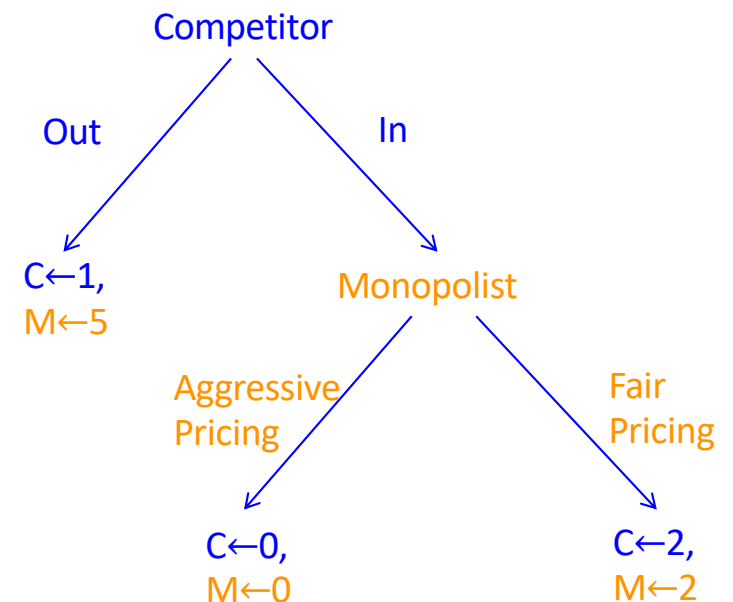 Competitor
Out
In
C←1,
M←5
Monopolist
Aggressive
Pricing
Fair
Pricing
C←0,
M←0
C←2,
M←2